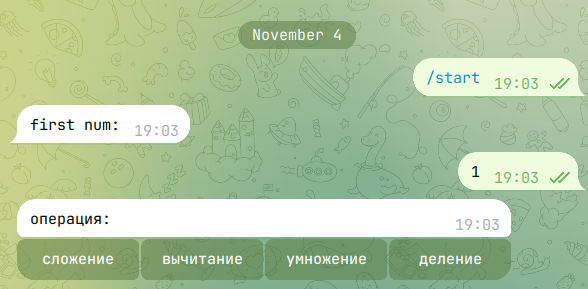 November 4
/start 19:03
first num: 19:03
1 19:03
операция: 19:03
сложение вычитание умножение деление